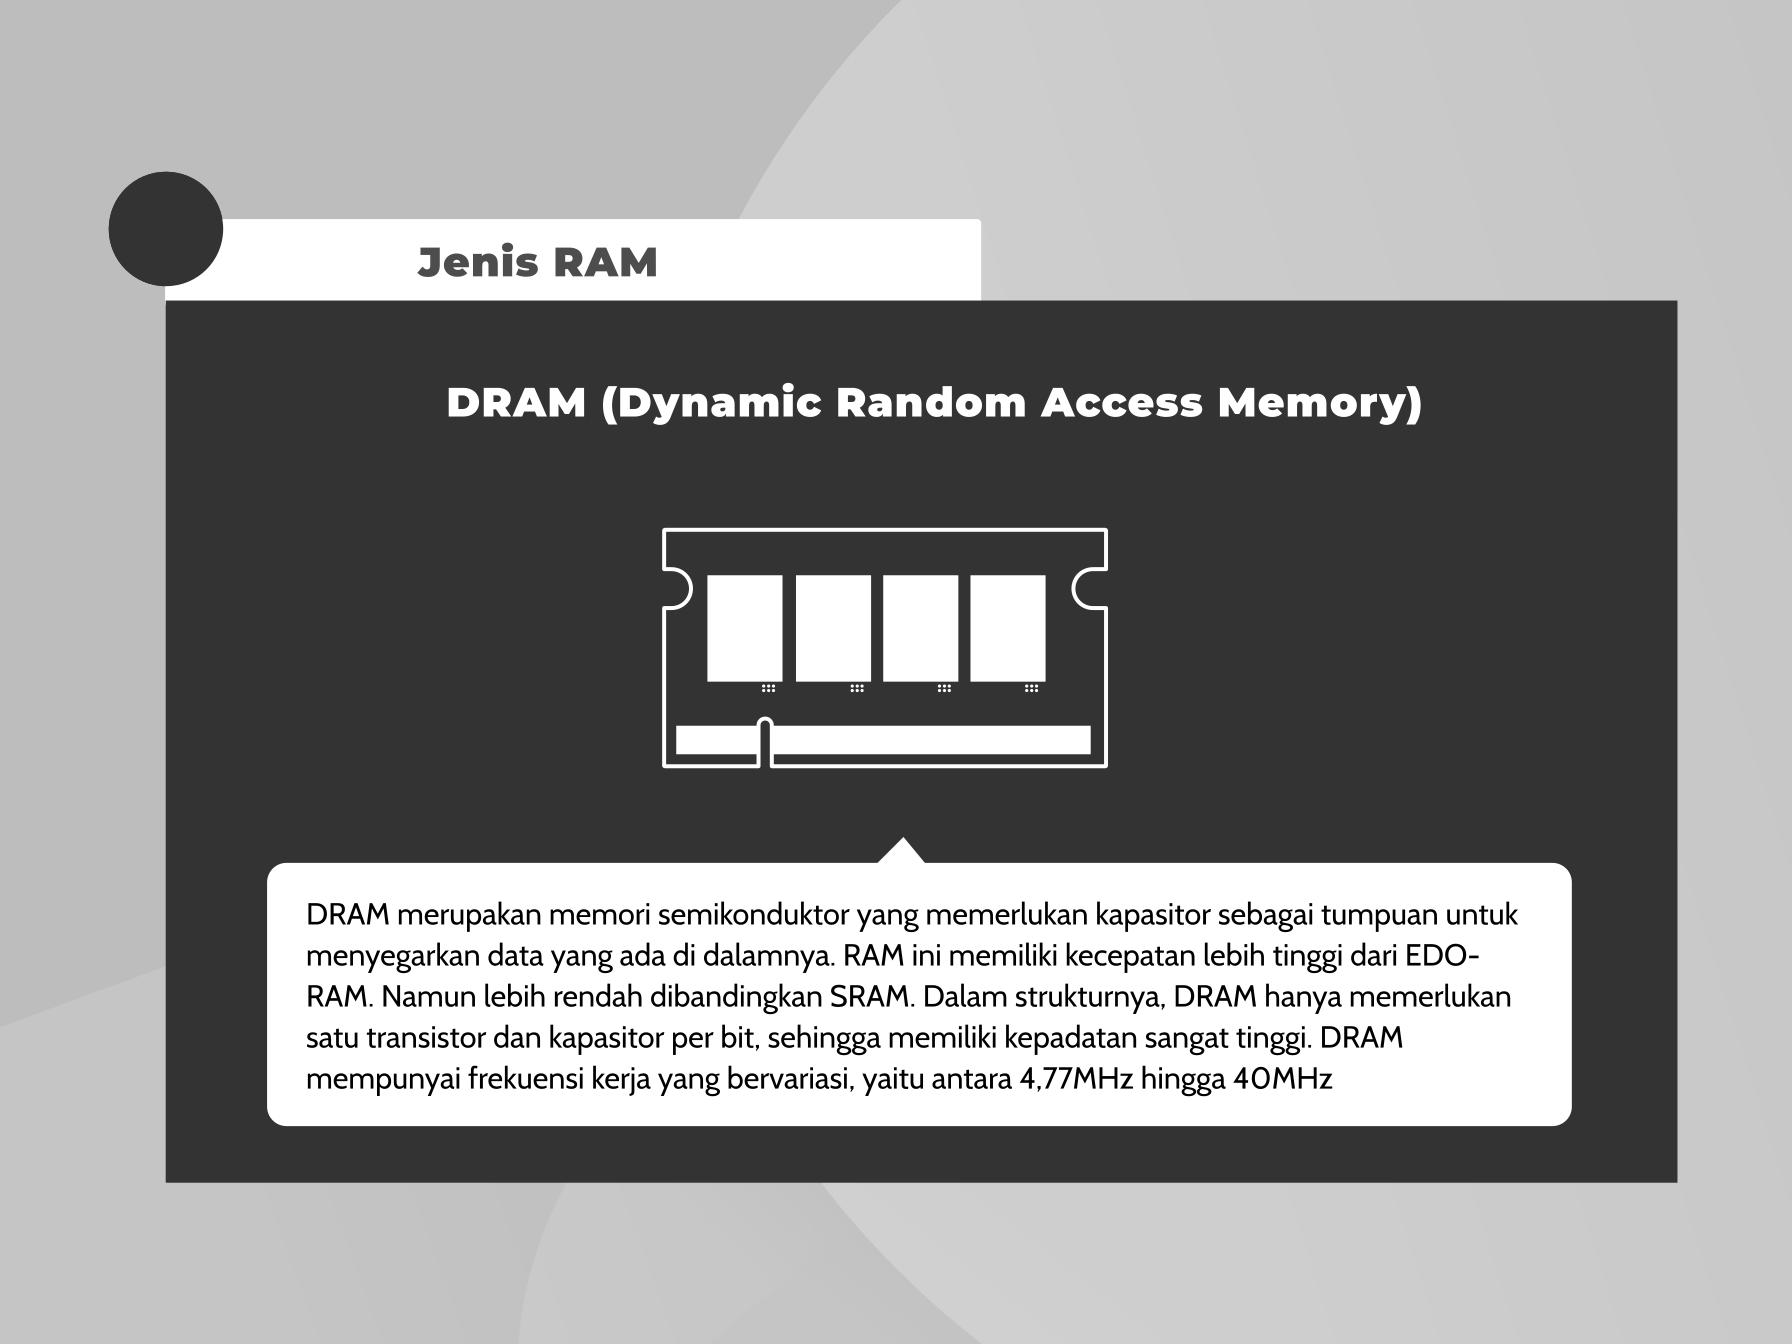 Jenis RAM
DRAM (Dynamic Random Access Memory)
DRAM merupakan memori semikonduktor yang memerlukan kapasitor sebagai tumpuan untuk
menyegarkan data yang ada di dalamnya. RAM ini memiliki kecepatan lebih tinggi dari EDO-
RAM. Namun lebih rendah dibandingkan SRAM. Dalam strukturnya, DRAM hanya memerlukan
satu transistor dan kapasitor per bit, sehingga memiliki kepadatan sangat tinggi. DRAM
mempunyai frekuensi kerja yang bervariasi, yaitu antara 4,77MHz hingga 40MHz